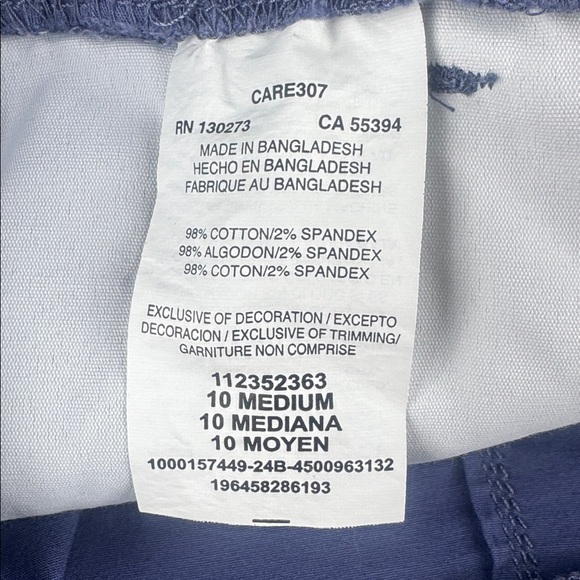 CARE307
RN 130273 CA 55394
MADE IN BANGLADESH
HECHO EN BANGLADESH
FABRIQUE AU BANGLADESH
98% COTTON/2% SPANDEX
98% ALGODON/2% SPANDEX
98% COTON/2% SPANDEX
EXCLUSIVE OF DECORATION / EXCEPTO
DECORACION / EXCLUSIVE OF TRIMMING/
GARNITURE NON COMPRISE
112352363
10 MEDIUM
10 MEDIANA
10 MOYEN
1000157449-24B-4500963132
196458286193